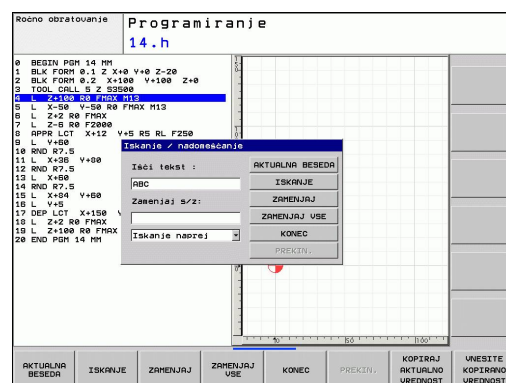 Ročno obratovanje
Programiranje
14.h
0 BEGIN PGM 14 MM
1 BLK FORM 0.1 Z X+0 Y+0 Z-20
2 BLK FORM 0.2 X+100 Y+100 Z+0
3 TOOL CALL 5 Z S3500
4 L Z+100 R0 FMAX M13
5 L X-50 Y-50 R0 FMAX M13
6 L Z+2 R0 FMAX
7 L Z-6 R0 F2000
8 APPR LCT X+12 Y+5 R5 RL F250
9 L Y+60
10 RND R7.5
11 L X+36 Y+80
12 RND R7.5
13 L X+60
14 RND R7.5
15 L X+84 Y+60
16 L Y+5
17 DEP LCT X+150
18 L Z+2 R0 FMAX
19 L Z+100 R0 FMAX
20 END PGM 14 MM
Iskanje / nadomeščanje
Išči tekst :
ABC
Zamenjaj s/z:
Iskanje naprej
AKTUALNA BESEDA
ISKANJE
ZAMENJAJ
ZAMENJAJ VSE
KONEC
PREKIN.
50
100
AKTUALNA BESEDA
ISKANJE
ZAMENJAJ
ZAMENJAJ VSE
KONEC
PREKIN.
KOPIRAJ AKTUALNO VREDNOST
VNESITE KOPIRANO VREDNOST